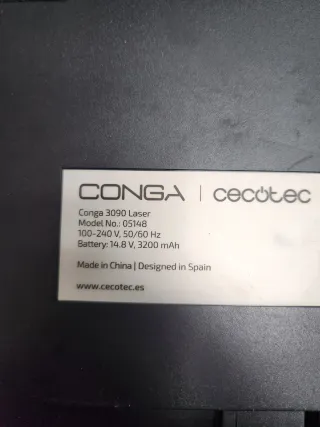 CONGA | cecotec
Conga 3090 Laser
Model No.: 05148
100-240 V, 50/60 Hz
Battery: 14.8 V, 3200 mAh
Made in China | Designed in Spain
www.cecotec.es